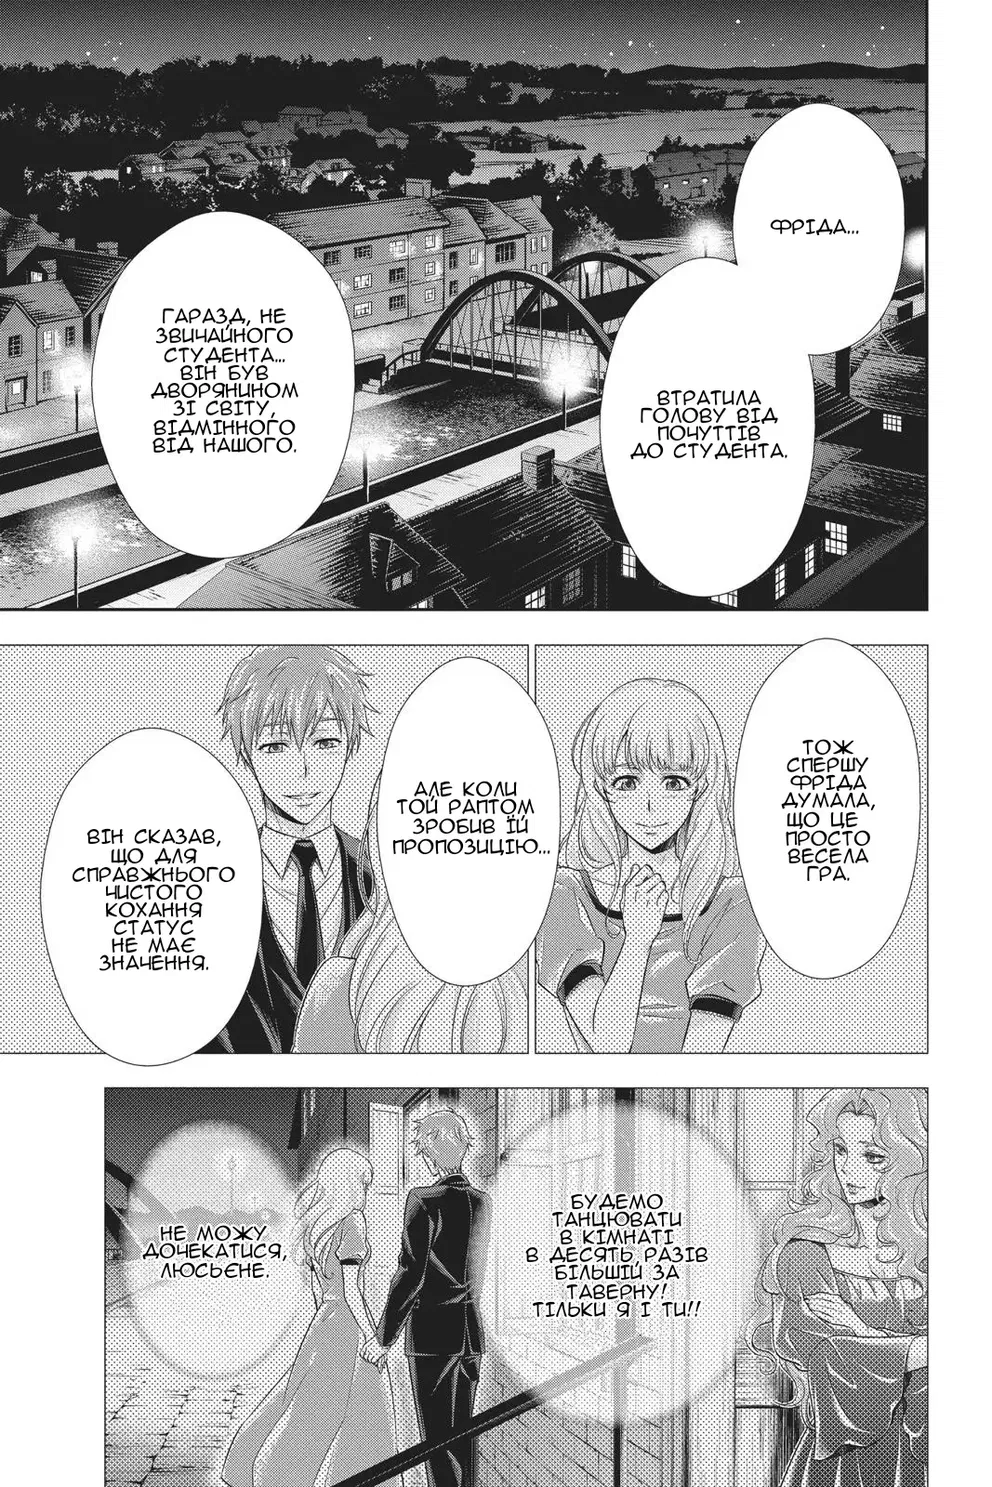 ФРІДА...
ВТРАТИЛА
ГОЛОВУ ВІД
ПОЧУТТІВ
ДО СТУДЕНТА.
ГАРАЗД, НЕ
ЗВИЧАЙНОГО
СТУДЕНТА...
ВІН БУВ
ДВОРЯНИНОМ
ЗІ СВІТУ,
ВІДМІННОГО
ВІД НАШОГО.
ТОЖ
СПЕРШУ
ФРІДА
ДУМАЛА,
ЩО ЦЕ
ПРОСТО
ВЕСЕЛА
ГРА.
АЛЕ КОЛИ
ТОЙ РАПТОМ
ЗРОБИВ ЇЙ
ПРОПОЗИЦІЮ...
ВІН СКАЗАВ,
ЩО ДЛЯ
СПРАВЖНЬОГО
ЧИСТОГО
КОХАННЯ
СТАТУС
НЕ МАЄ
ЗНАЧЕННЯ.
БУДЕМО
ТАНЦЮВАТИ
В КІМНАТІ
В ДЕСЯТЬ РАЗІВ
БІЛЬШІЙ ЗА
ТАВЕРНУ!
ТІЛЬКИ Я І ТИ!!
НЕ МОЖУ
ДОЧЕКАТИСЯ,
ЛЮСЬЄНЕ.